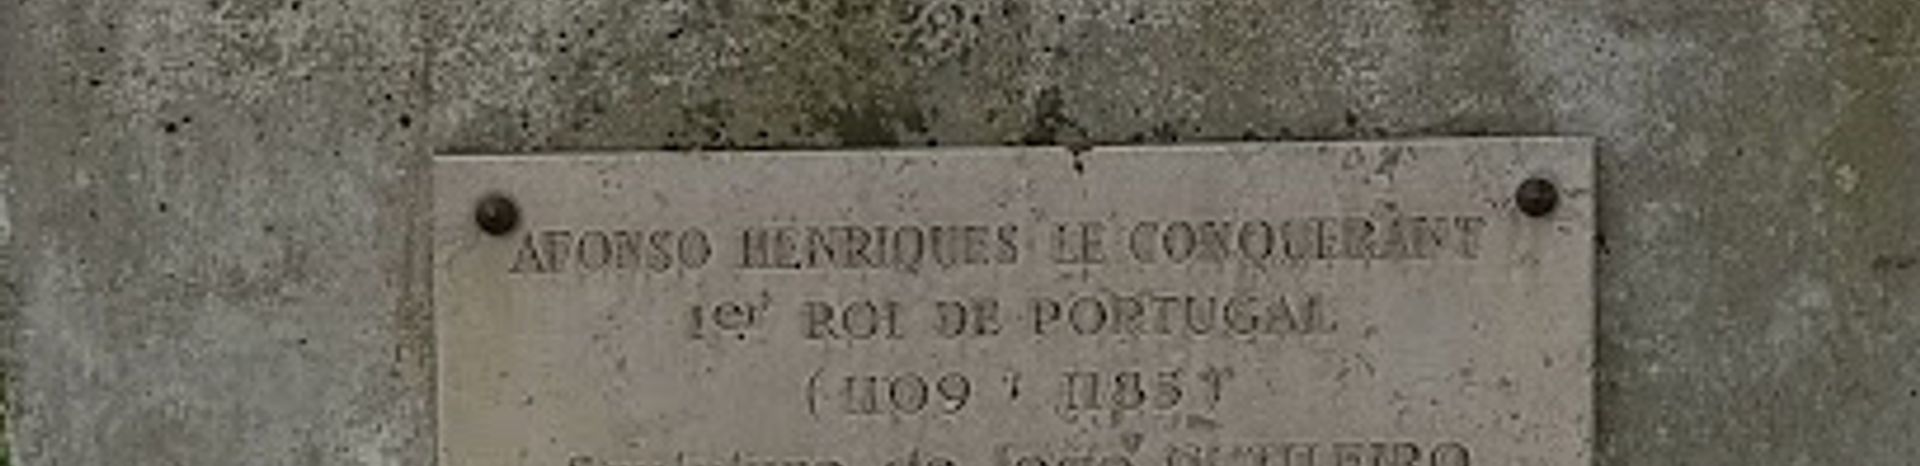 AFONSO HENRIQUES LE CONQUERANT
1er ROI DE PORTUGAL
(1109 - 1185)